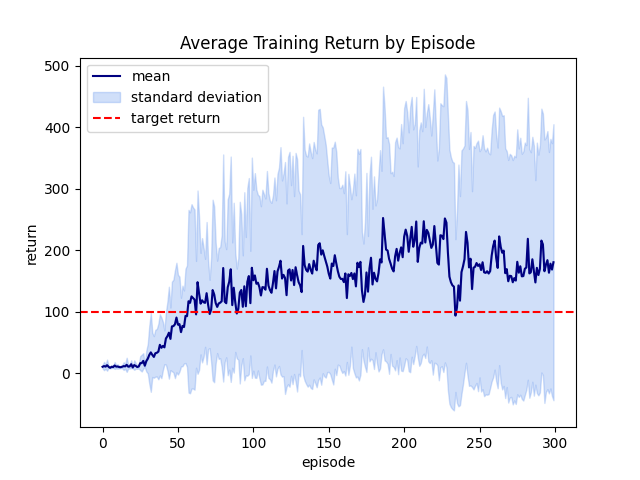 Average Training Return by Episode
mean
standard deviation
target return
return
500
400
300
200
100
0
0 50 100 150 200 250 300
episode